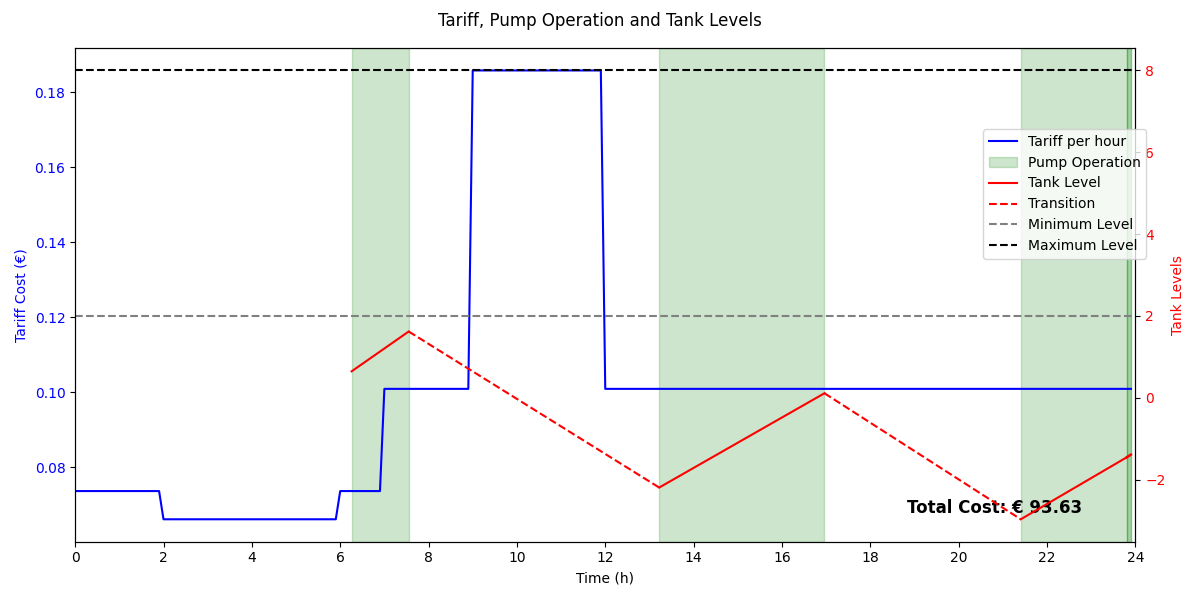 Tariff, Pump Operation and Tank Levels
Tariff Cost (€)
0.18
0.16
0.14
0.12
0.10
0.08
8
6
4
2
0
−2
Tank Levels
Tariff per hour
Pump Operation
Tank Level
Transition
Minimum Level
Maximum Level
Total Cost: € 93.63
0 2 4 6 8 10 12 14 16 18 20 22 24
Time (h)